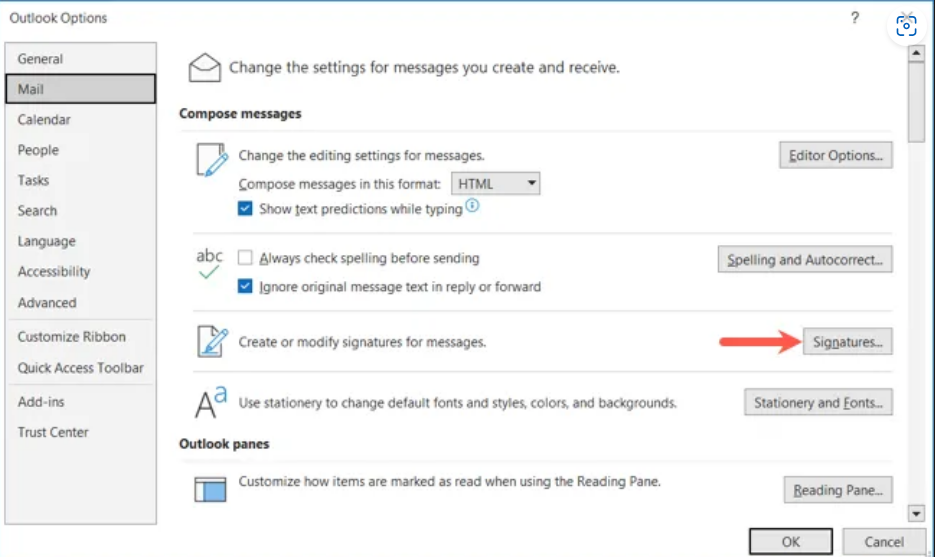 Outlook Options
?
General
Mail
Calendar
People
Tasks
Search
Language
Accessibility
Advanced
Customize Ribbon
Quick Access Toolbar
Add-ins
Trust Center
Change the settings for messages you create and receive.
Compose messages
Change the editing settings for messages.
Editor Options...
Compose messages in this format: HTML
Show text predictions while typing
abc
Always check spelling before sending
Spelling and Autocorrect...
Ignore original message text in reply or forward
Create or modify signatures for messages.
Signatures...
Aa
Use stationery to change default fonts and styles, colors, and backgrounds.
Stationery and Fonts...
Outlook panes
Customize how items are marked as read when using the Reading Pane.
Reading Pane...
OK
Cancel